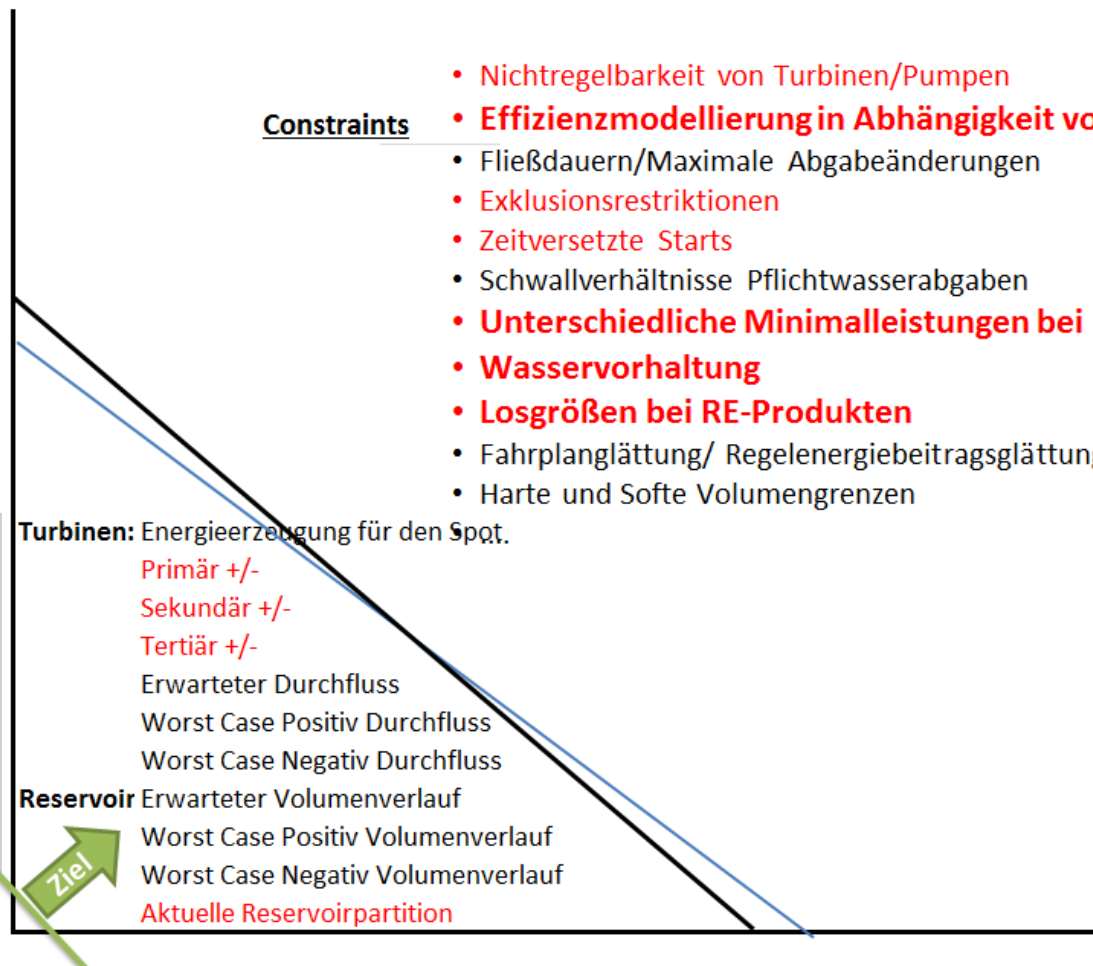 Constraints
• Nichtregelbarkeit von Turbinen/Pumpen
• Effizienzmodellierung in Abhängigkeit
• Fließdauern/Maximale Abgabeänderungen
• Exklusionsrestriktionen
• Zeitversetzte Starts
• Schwallverhältnisse Pflichtwasserabgaben
• Unterschiedliche Minimalleistungen bei
• Wasservorhaltung
• Losgrößen bei RE-Produkten
• Fahrplanglättung/ Regelenergiebeitragsglättung
• Harte und Softe Volumengrenzen
• ....
Turbinen: Energieerzeugung für den Spot
Primär +/-
Sekundär +/-
Tertiär +/-
Erwarteter Durchfluss
Worst Case Positiv Durchfluss
Worst Case Negativ Durchfluss
Reservoir Erwarteter Volumenverlauf
Worst Case Positiv Volumenverlauf
Worst Case Negativ Volumenverlauf
Aktuelle Reservoirpartition
Ziel